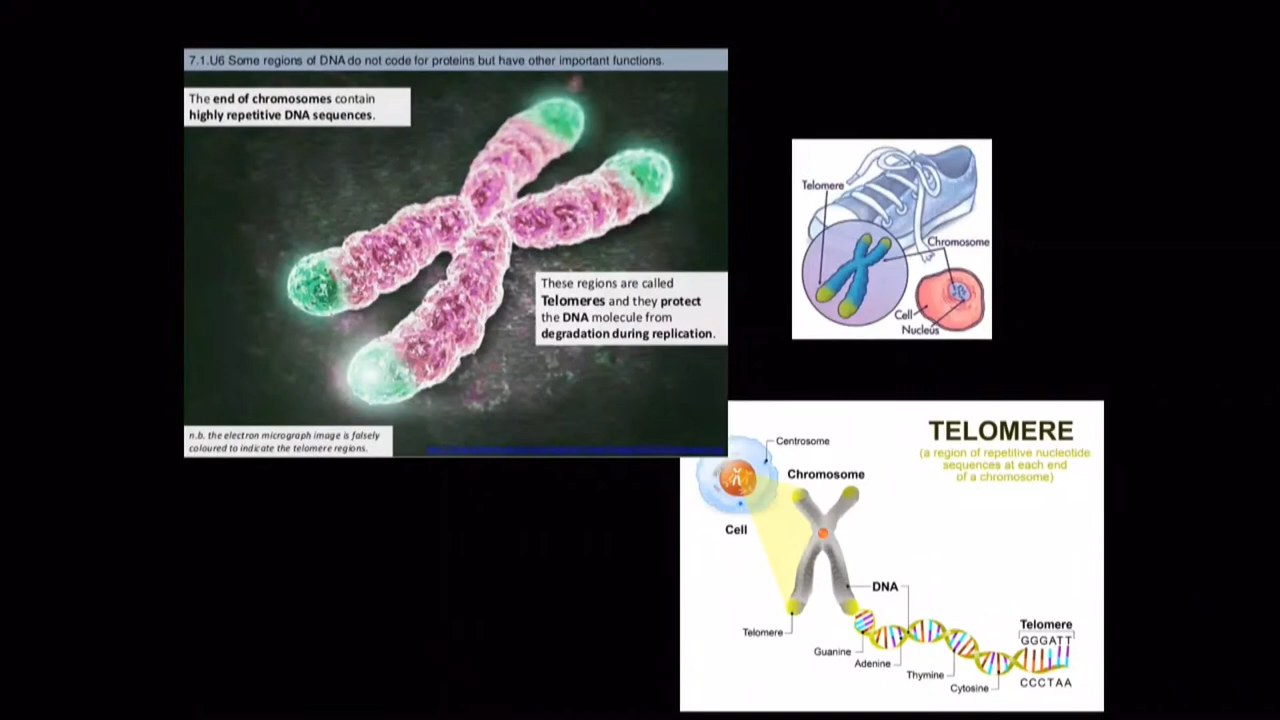 7.1.U6 Some regions of DNA do not code for proteins but have other important functions.
The end of chromosomes contain
highly repetitive DNA sequences.
These regions are called
Telomeres and they protect
the DNA molecule from
degradation during replication.
n.b. the electron micrograph image is falsely
coloured to indicate the telomere regions.
Telomere
Chromosome
Cell
Nucleus
TELOMERE
(a region of repetitive nucleotide
sequences at each end
of a chromosome)
Centrosome
Chromosome
Cell
DNA
Telomere
Guanine
Adenine
Thymine
Cytosine
Telomere
GGGATT
CCCTAA